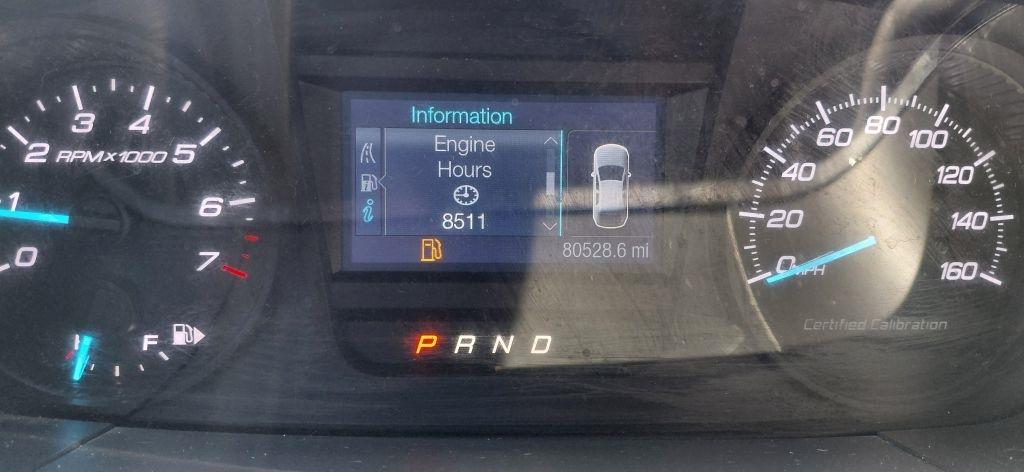 Information
Engine
Hours
8511
80528.6 mi
0
1
2
3
4
5
6
7
RPMx1000
F
0
20
40
60
80
100
120
140
160
MPH
Certified Calibration
P R N D